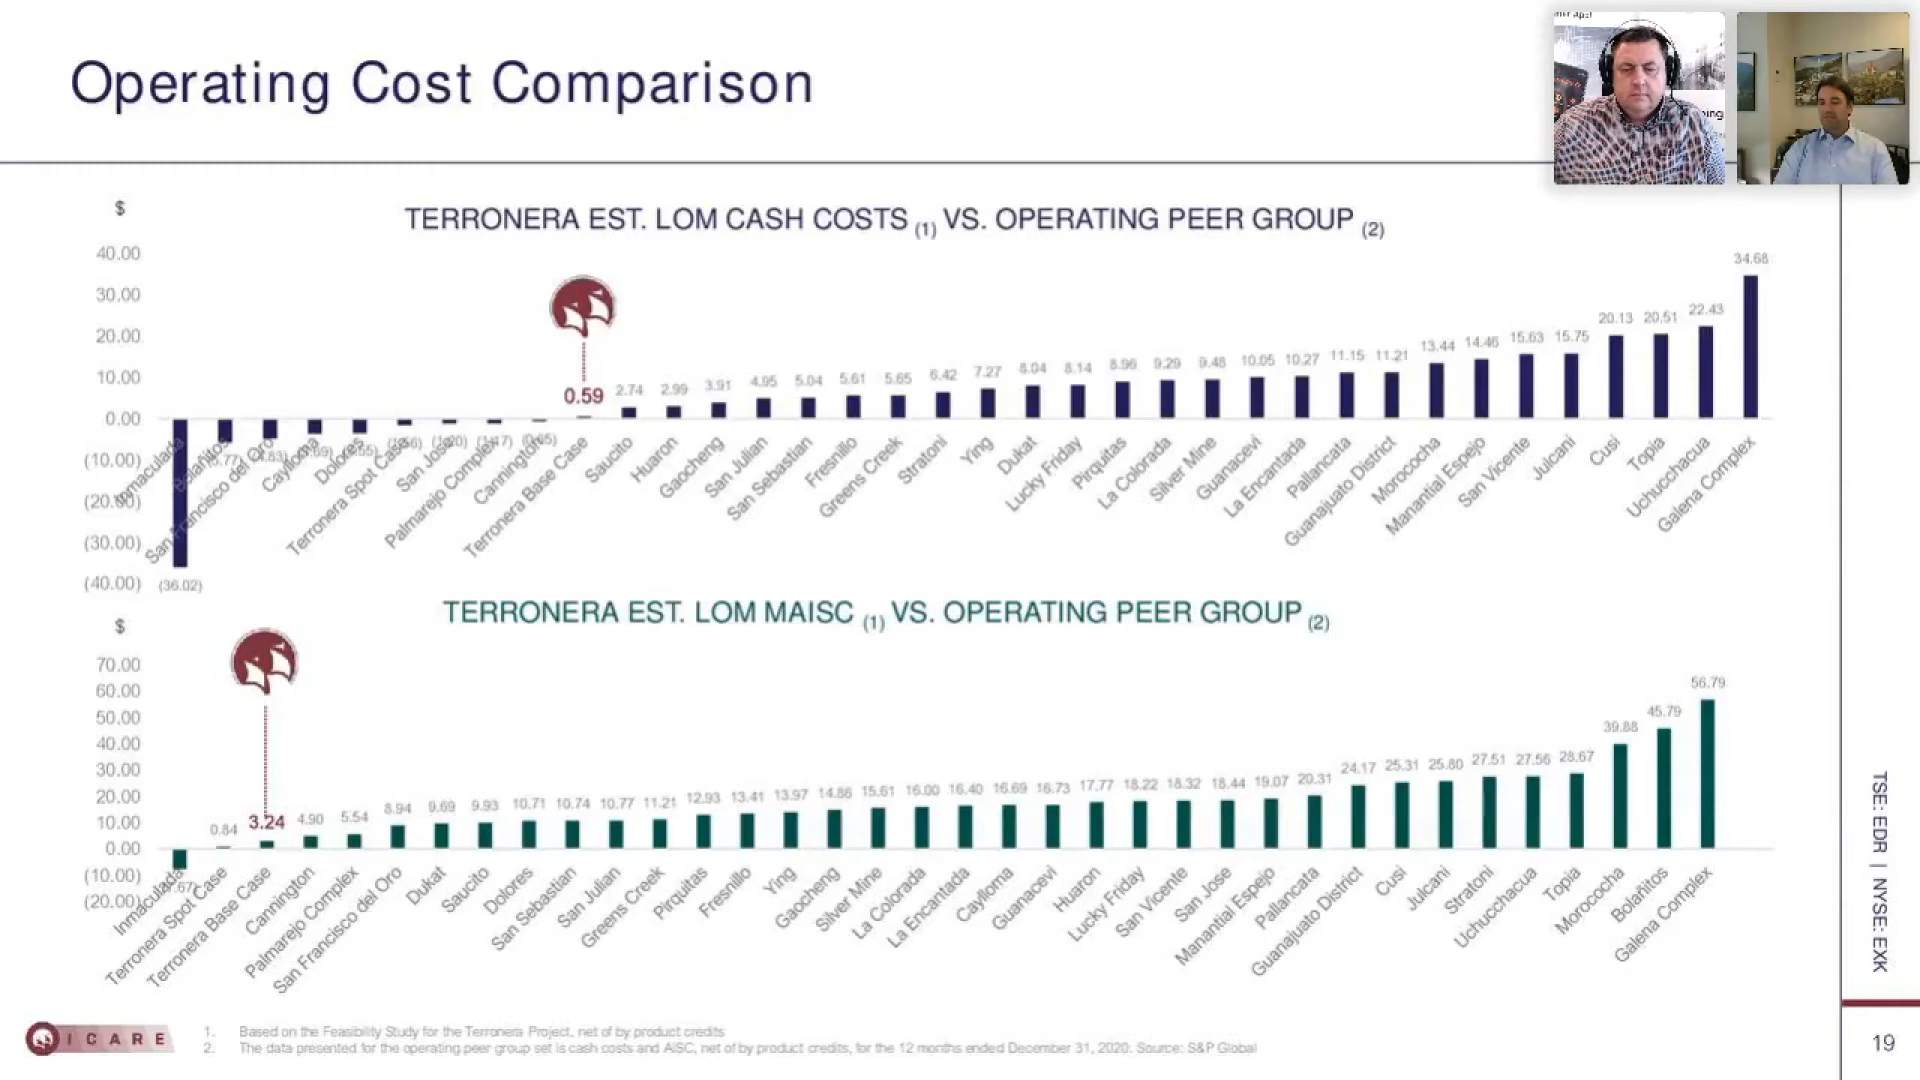 Operating Cost Comparison
$
TERRONERA EST. LOM CASH COSTS (1) VS. OPERATING PEER GROUP (2)
40.00
30.00
20.00
10.00
0.00
(10.00)
(20.00)
(30.00)
(40.00)
(36.02)
0.59 2.74 2.99 3.91 4.95 5.04 5.61 5.65 6.42 7.27 8.04 8.14 8.96 9.29 9.48 10.05 10.27 11.15 11.21 13.44 14.46 15.63 15.75 20.13 20.51 22.43 34.68
Inmaculada Bolañitos San Francisco del Oro Caylloma Dolores Terronera Spot Case San Jose Palmarejo Complex Cannington Terronera Base Case Saucito Huaron Gaocheng San Julian San Sebastian Fresnillo Greens Creek Stratoni Ying Dukat Lucky Friday Pirquitas La Colorada Silver Mine Guanacevi La Encantada Pallancata Guanajuato District Morococha Manantial Espejo San Vicente Julcani Cusi Topia Uchucchacua Galena Complex
$
TERRONERA EST. LOM MAISC (1) VS. OPERATING PEER GROUP (2)
70.00
60.00
50.00
40.00
30.00
20.00
10.00
0.00
(10.00)
(20.00)
0.84 3.24 4.90 5.54 8.94 9.69 9.93 10.71 10.74 10.77 11.21 12.93 13.41 13.97 14.86 15.61 16.00 16.40 16.69 16.73 17.77 18.22 18.32 18.44 19.07 20.31 24.17 25.31 25.80 27.51 27.56 28.67 39.88 45.79 56.79
Inmaculada Terronera Spot Case Terronera Base Case Cannington Palmarejo Complex San Francisco del Oro Dukat Saucito Dolores San Sebastian San Julian Greens Creek Pirquitas Fresnillo Ying Gaocheng Silver Mine La Colorada La Encantada Caylloma Guanacevi Huaron Lucky Friday San Vicente San Jose Manantial Espejo Pallancata Guanajuato District Cusi Julcani Stratoni Uchucchacua Topia Morococha Bolañitos Galena Complex
TSE: EDR | NYSE: EXK
I CARE
1. Based on the Feasibility Study for the Terronera Project, net of by product credits
2. The data presented for the operating peer group set is cash costs and AISC, net of by product credits, for the 12 months ended December 31, 2020. Source: S&P Global
19